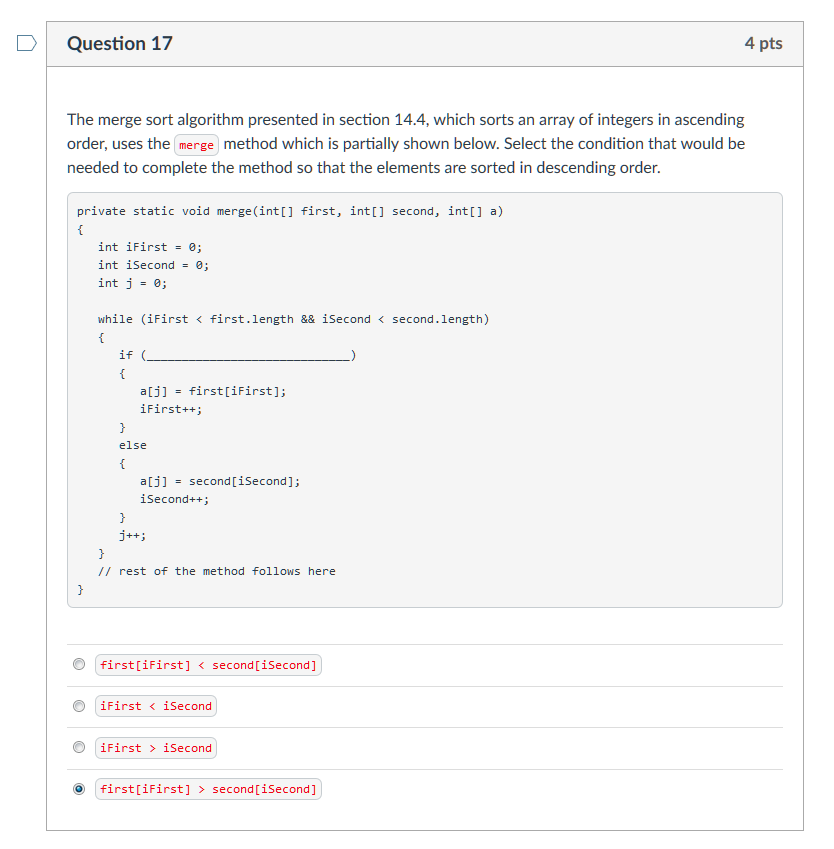 Question 17
4 pts
The merge sort algorithm presented in section 14.4, which sorts an array of integers in ascending
order, uses the merge method which is partially shown below. Select the condition that would be
needed to complete the method so that the elements are sorted in descending order.
private static void merge(int[] first, int[] second, int[] a)
{
   int iFirst = 0;
   int iSecond = 0;
   int j = 0;

   while (iFirst < first.length && iSecond < second.length)
   {
      if (_____________________________)
      {
         a[j] = first[iFirst];
         iFirst++;
      }
      else
      {
         a[j] = second[iSecond];
         iSecond++;
      }
      j++;
   }
   // rest of the method follows here
}
first[iFirst] < second[iSecond]
iFirst < iSecond
iFirst > iSecond
first[iFirst] > second[iSecond]